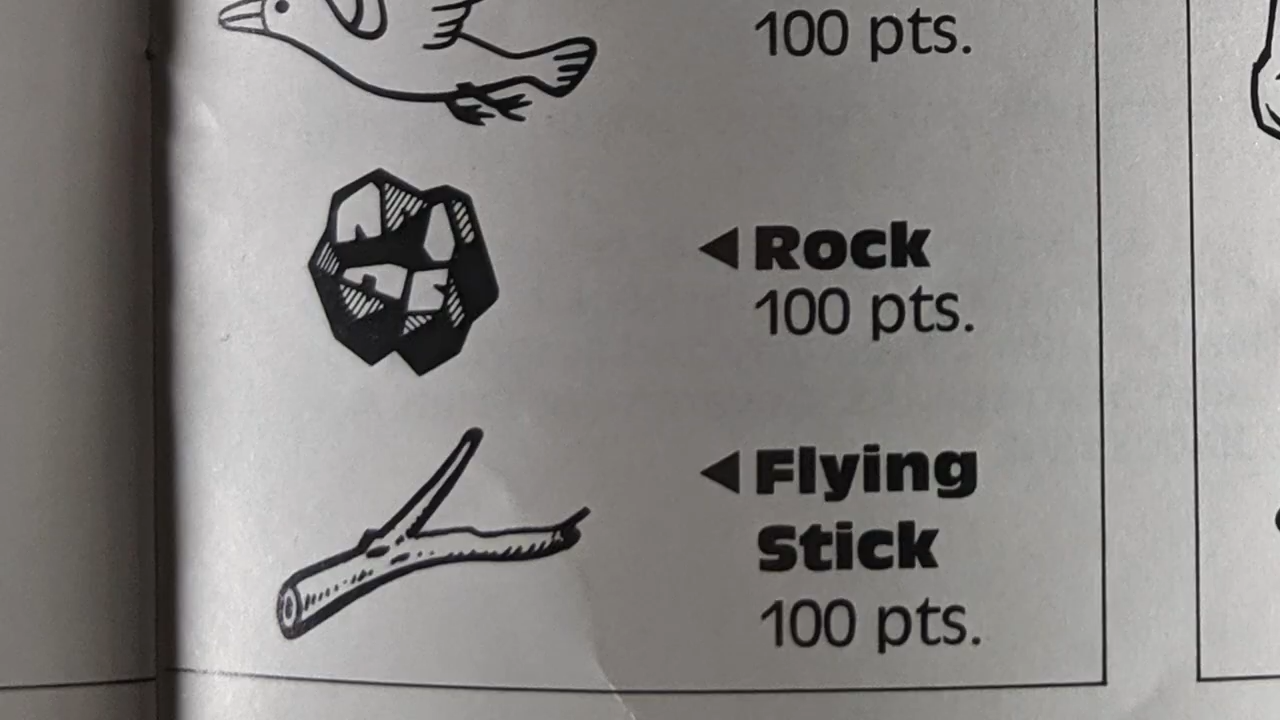 100 pts.
◀Rock
100 pts.
◀Flying
Stick
100 pts.